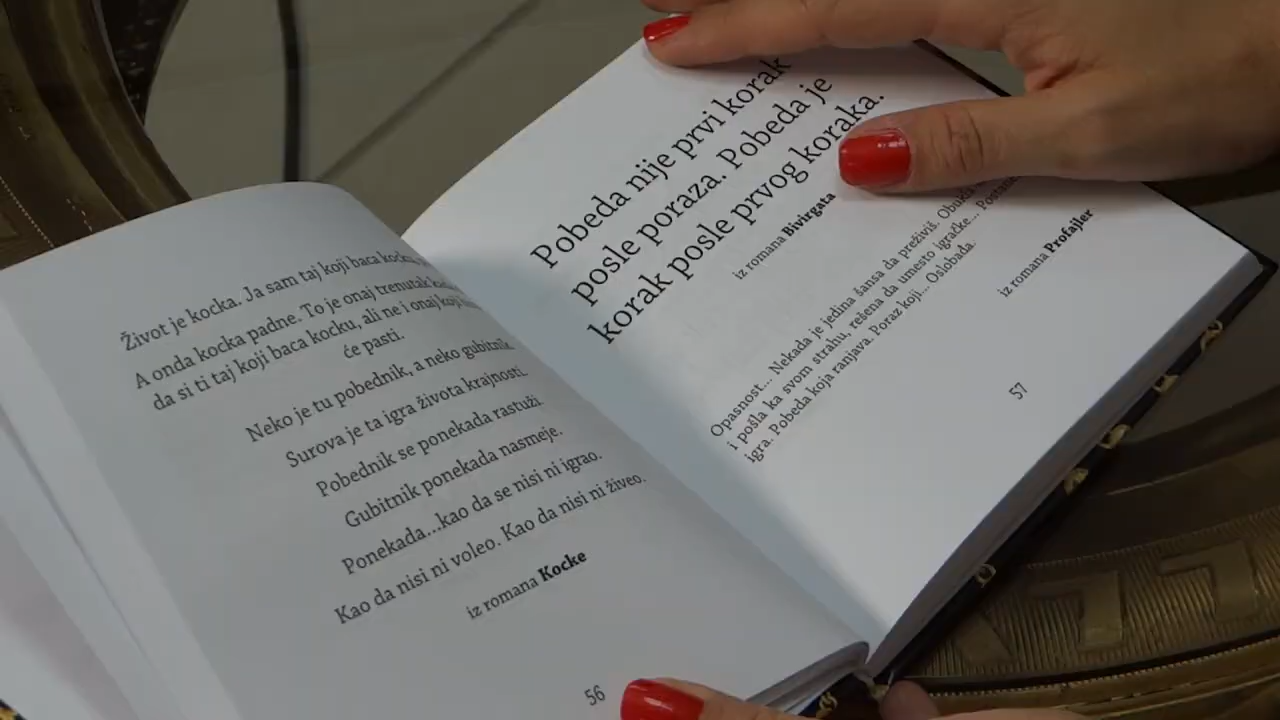 Život je kocka. Ja sam taj koji baca kocku
A onda kocka padne. To je onaj trenutak
da si ti taj koji baca kocku, ali ne i onaj koji
će pasti.
Neko je tu pobednik, a neko gubitnik.
Surova je ta igra života krajnosti.
Pobednik se ponekada rastuži.
Gubitnik ponekada nasmeje.
Ponekada...kao da se nisi ni igrao.
Kao da nisi ni voleo. Kao da nisi ni živeo.
iz romana Kocke
56
Pobeda nije prvi korak
posle poraza. Pobeda je
korak posle prvog koraka.
iz romana Bivirgata
Opasnost... Nekada je jedina šansa da preživiš.
i pošla ka svom strahu, rešena da umesto igračke...
igra. Pobeda koja ranjava. Poraz koji... Oslobađa.
iz romana Profajler
57